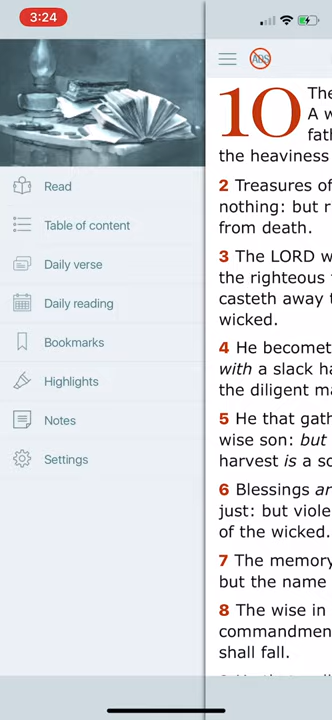 3:24
Read
Table of content
Daily verse
Daily reading
Bookmarks
Highlights
Notes
Settings
ADS
10 The
A w
fath
the heaviness
2 Treasures of
nothing: but r
from death.
3 The LORD w
the righteous
casteth away t
wicked.
4 He becomet
with a slack ha
the diligent ma
5 He that gath
wise son: but
harvest is a so
6 Blessings ar
just: but viole
of the wicked.
7 The memory
but the name
8 The wise in
commandmen
shall fall.